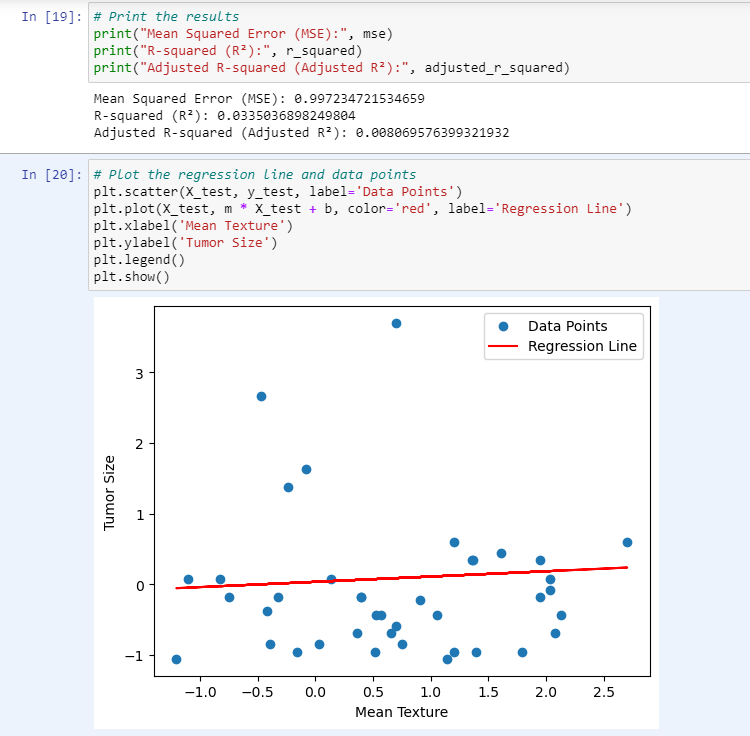 In [19]: # Print the results
print("Mean Squared Error (MSE):", mse)
print("R-squared (R²):", r_squared)
print("Adjusted R-squared (Adjusted R²):", adjusted_r_squared)
Mean Squared Error (MSE): 0.997234721534659
R-squared (R²): 0.0335036898249804
Adjusted R-squared (Adjusted R²): 0.008069576399321932
In [20]: # Plot the regression line and data points
plt.scatter(X_test, y_test, label='Data Points')
plt.plot(X_test, m * X_test + b, color='red', label='Regression Line')
plt.xlabel('Mean Texture')
plt.ylabel('Tumor Size')
plt.legend()
plt.show()
Data Points
Regression Line
3
2
1
0
−1
Tumor Size
−1.0 −0.5 0.0 0.5 1.0 1.5 2.0 2.5
Mean Texture